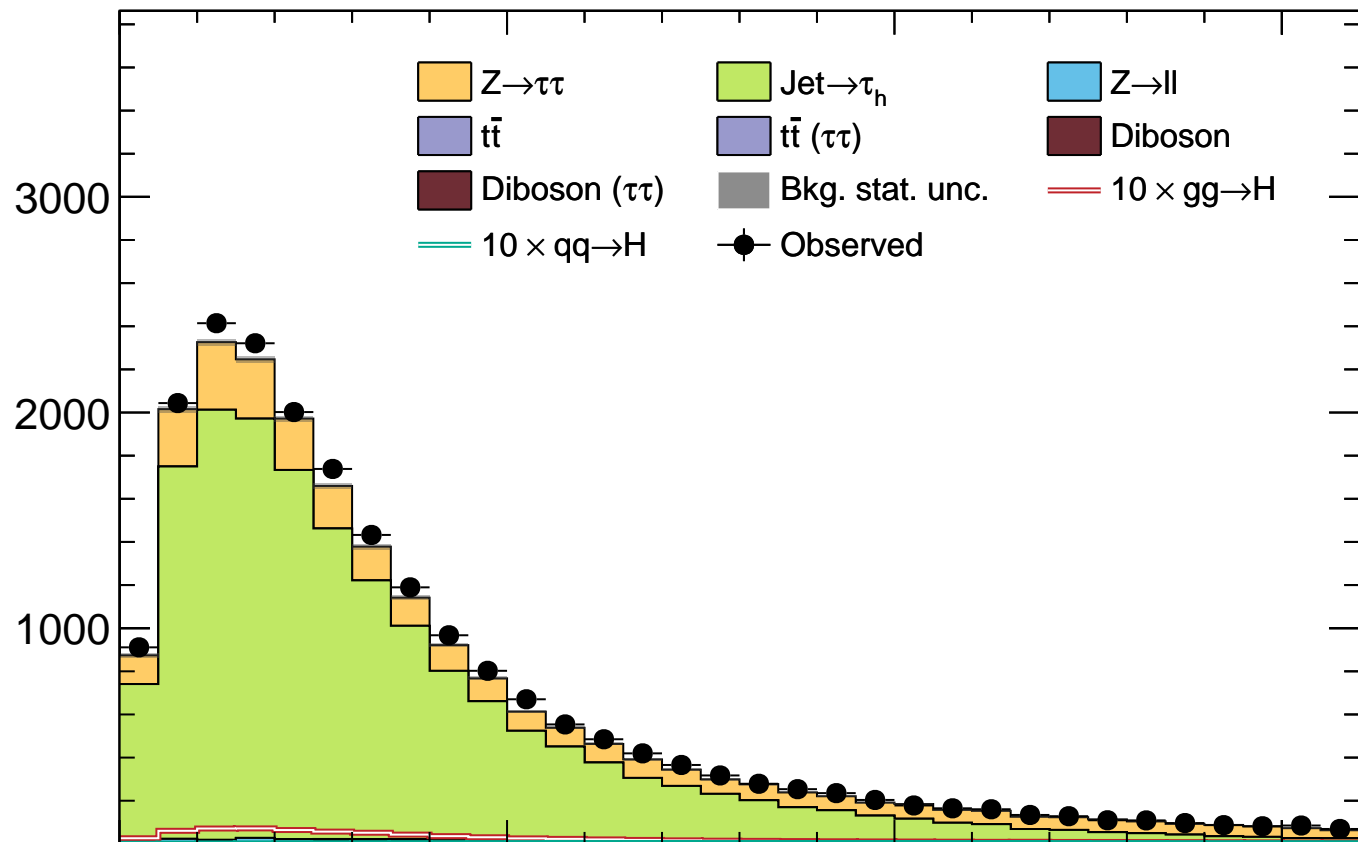 Z→ττ Jet→τ_h Z→ll
tt̄ tt̄ (ττ) Diboson
Diboson (ττ) Bkg. stat. unc. 10 × gg→H
10 × qq→H Observed
3000
2000
1000